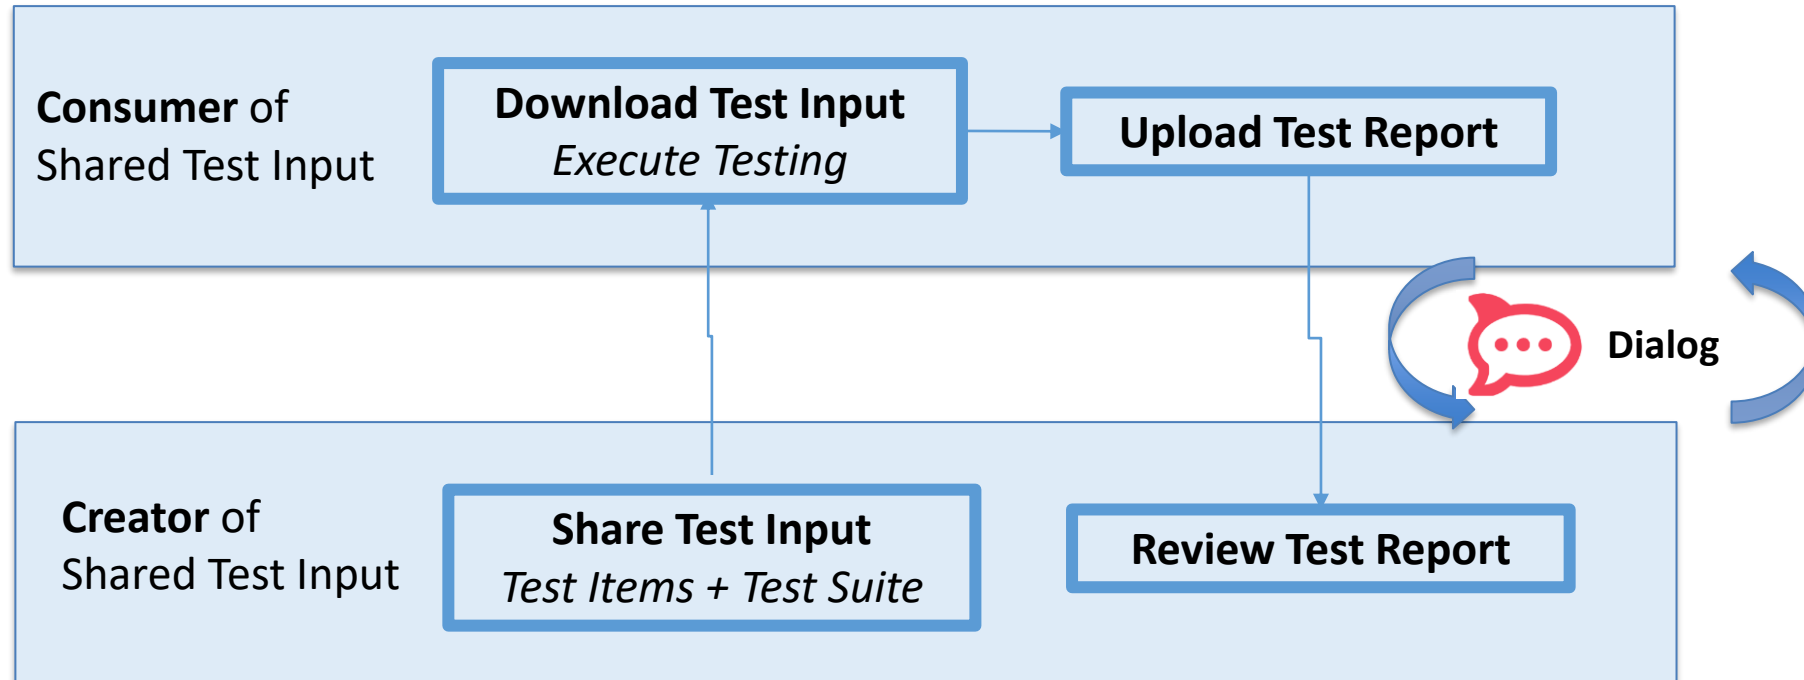 Consumer of
Shared Test Input
Download Test Input
Execute Testing
Upload Test Report
Dialog
Creator of
Shared Test Input
Share Test Input
Test Items + Test Suite
Review Test Report